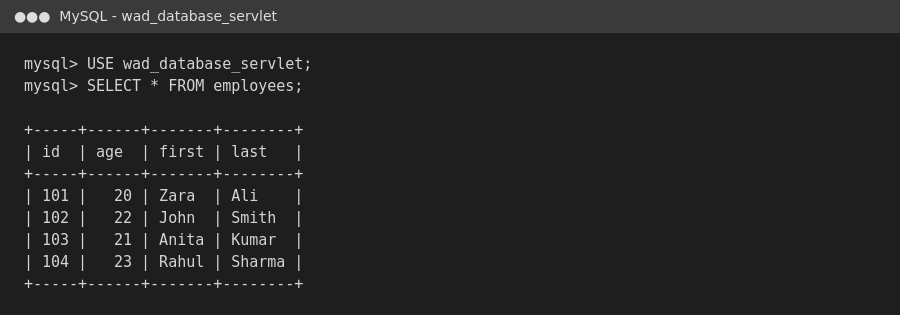 MySQL - wad_database_servlet
mysql> USE wad_database_servlet;
mysql> SELECT * FROM employees;
+-----+------+-------+--------+
| id  | age  | first | last   |
+-----+------+-------+--------+
| 101 |   20 | Zara  | Ali    |
| 102 |   22 | John  | Smith  |
| 103 |   21 | Anita | Kumar  |
| 104 |   23 | Rahul | Sharma |
+-----+------+-------+--------+